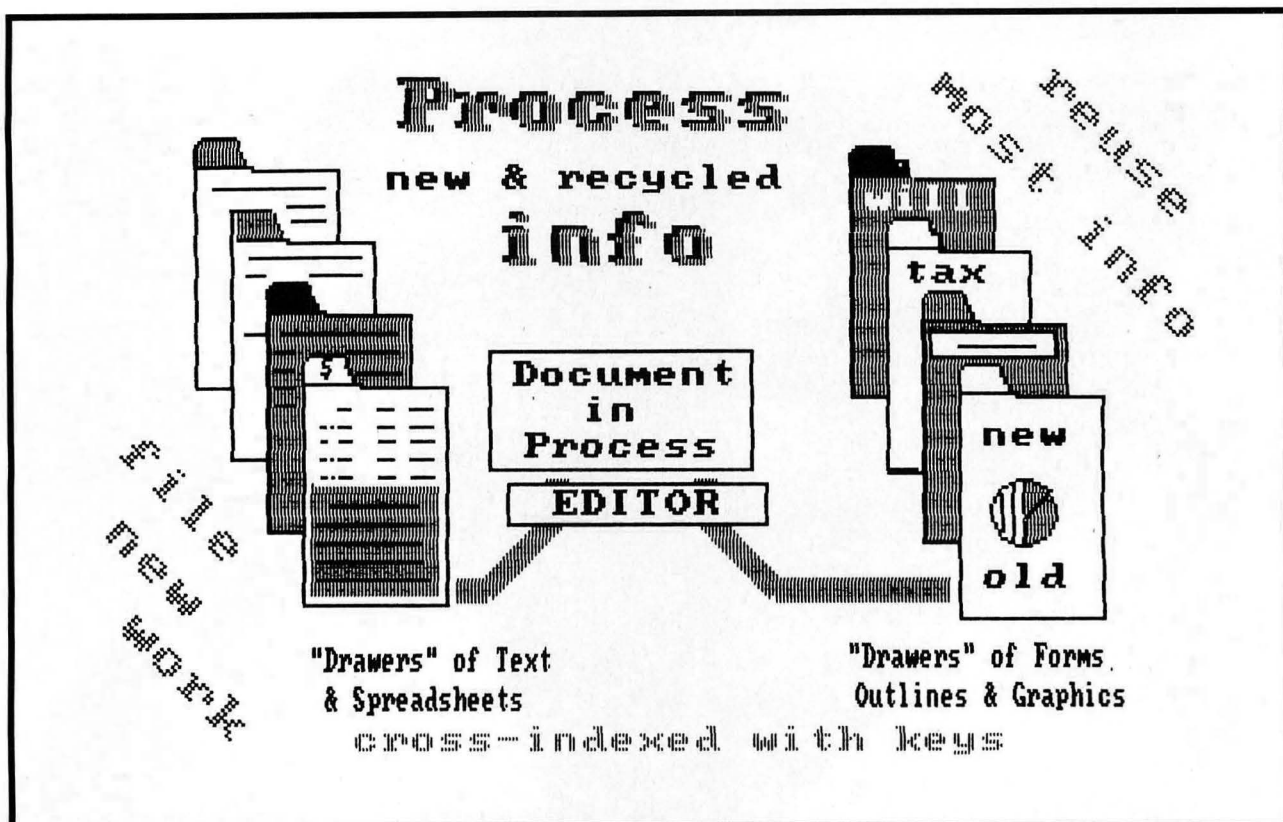 Process
new & recycled
info
reuse
most info
will
tax
$
Document
in
Process
EDITOR
new
old
file
new work
"Drawers" of Text
& Spreadsheets
"Drawers" of Forms
Outlines & Graphics
cross-indexed with keys